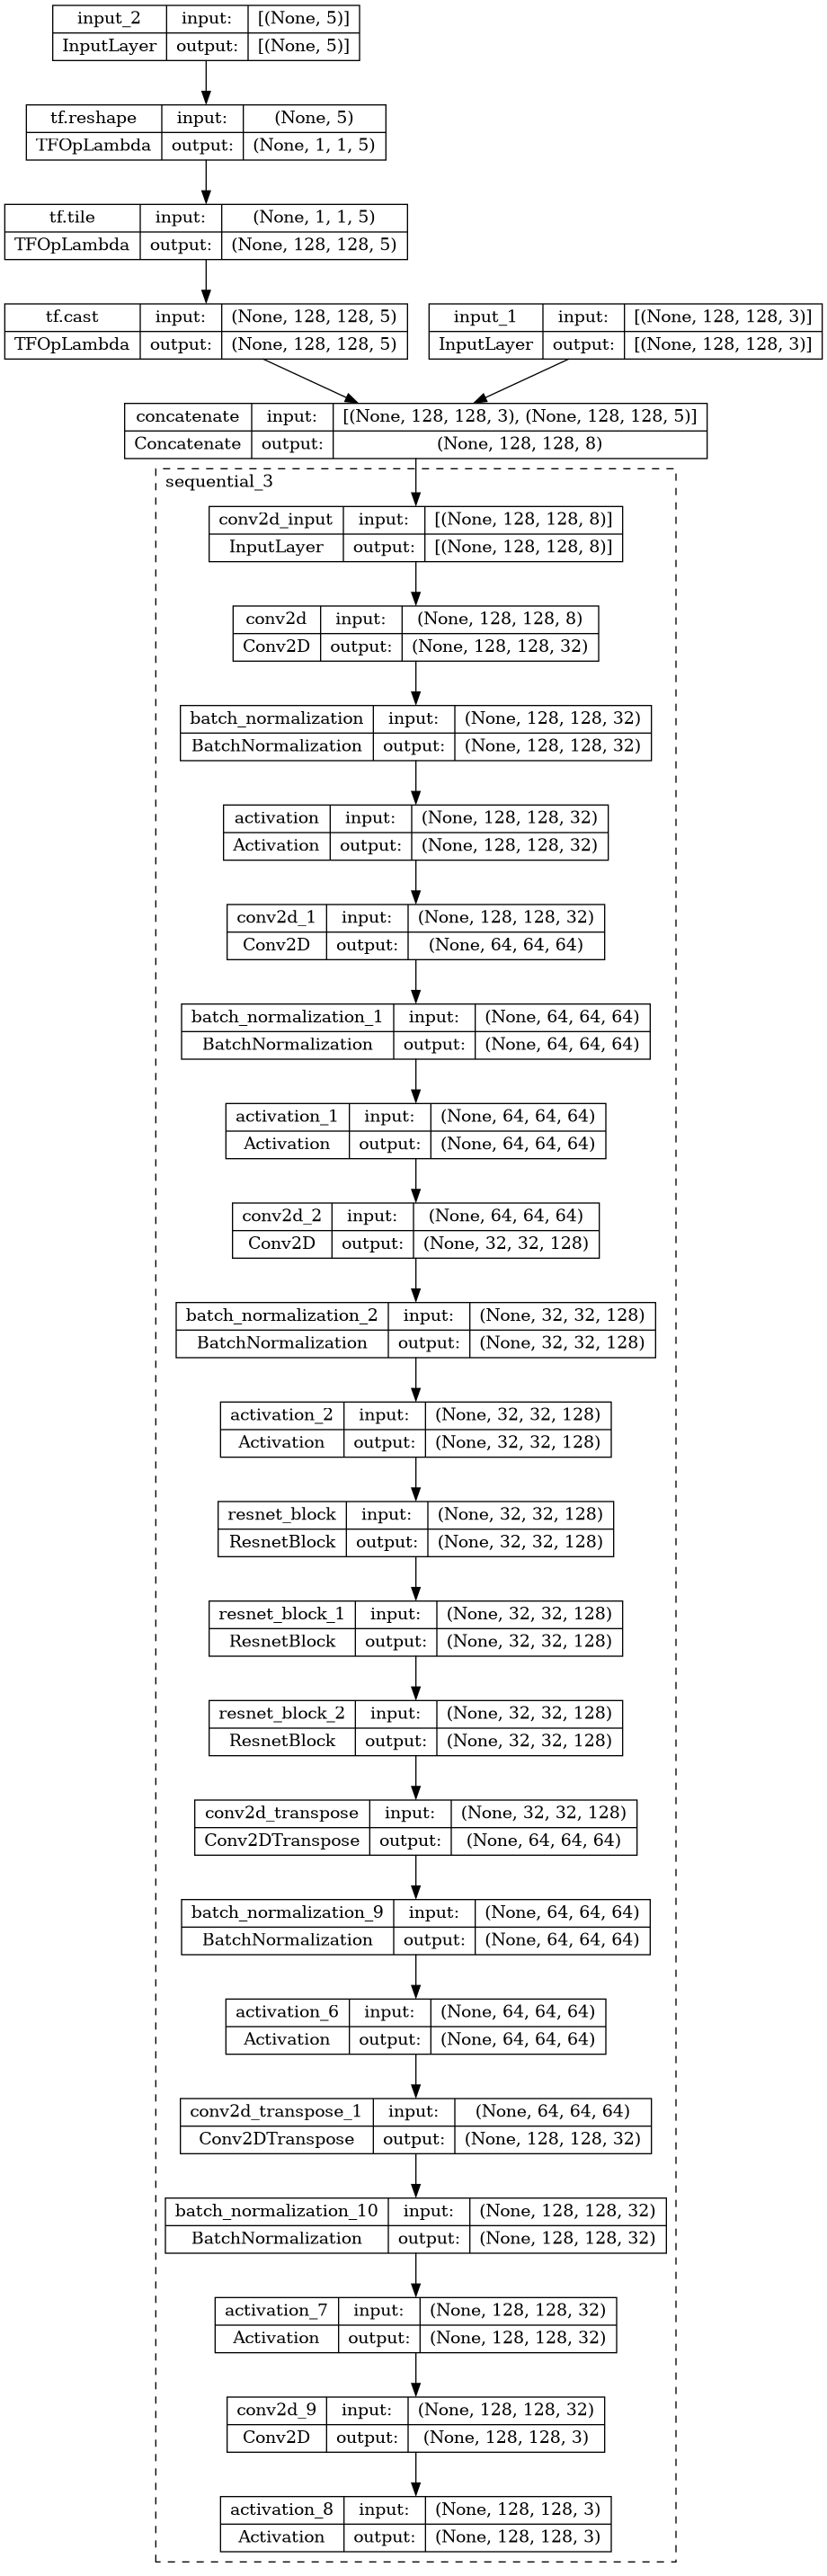 input_2 input: [(None, 5)]
InputLayer output: [(None, 5)]
tf.reshape input: (None, 5)
TFOpLambda output: (None, 1, 1, 5)
tf.tile input: (None, 1, 1, 5)
TFOpLambda output: (None, 128, 128, 5)
tf.cast input: (None, 128, 128, 5)
TFOpLambda output: (None, 128, 128, 5)
input_1 input: [(None, 128, 128, 3)]
InputLayer output: [(None, 128, 128, 3)]
concatenate input: [(None, 128, 128, 3), (None, 128, 128, 5)]
Concatenate output: (None, 128, 128, 8)
sequential_3
conv2d_input input: [(None, 128, 128, 8)]
InputLayer output: [(None, 128, 128, 8)]
conv2d input: (None, 128, 128, 8)
Conv2D output: (None, 128, 128, 32)
batch_normalization input: (None, 128, 128, 32)
BatchNormalization output: (None, 128, 128, 32)
activation input: (None, 128, 128, 32)
Activation output: (None, 128, 128, 32)
conv2d_1 input: (None, 128, 128, 32)
Conv2D output: (None, 64, 64, 64)
batch_normalization_1 input: (None, 64, 64, 64)
BatchNormalization output: (None, 64, 64, 64)
activation_1 input: (None, 64, 64, 64)
Activation output: (None, 64, 64, 64)
conv2d_2 input: (None, 64, 64, 64)
Conv2D output: (None, 32, 32, 128)
batch_normalization_2 input: (None, 32, 32, 128)
BatchNormalization output: (None, 32, 32, 128)
activation_2 input: (None, 32, 32, 128)
Activation output: (None, 32, 32, 128)
resnet_block input: (None, 32, 32, 128)
ResnetBlock output: (None, 32, 32, 128)
resnet_block_1 input: (None, 32, 32, 128)
ResnetBlock output: (None, 32, 32, 128)
resnet_block_2 input: (None, 32, 32, 128)
ResnetBlock output: (None, 32, 32, 128)
conv2d_transpose input: (None, 32, 32, 128)
Conv2DTranspose output: (None, 64, 64, 64)
batch_normalization_9 input: (None, 64, 64, 64)
BatchNormalization output: (None, 64, 64, 64)
activation_6 input: (None, 64, 64, 64)
Activation output: (None, 64, 64, 64)
conv2d_transpose_1 input: (None, 64, 64, 64)
Conv2DTranspose output: (None, 128, 128, 32)
batch_normalization_10 input: (None, 128, 128, 32)
BatchNormalization output: (None, 128, 128, 32)
activation_7 input: (None, 128, 128, 32)
Activation output: (None, 128, 128, 32)
conv2d_9 input: (None, 128, 128, 32)
Conv2D output: (None, 128, 128, 3)
activation_8 input: (None, 128, 128, 3)
Activation output: (None, 128, 128, 3)